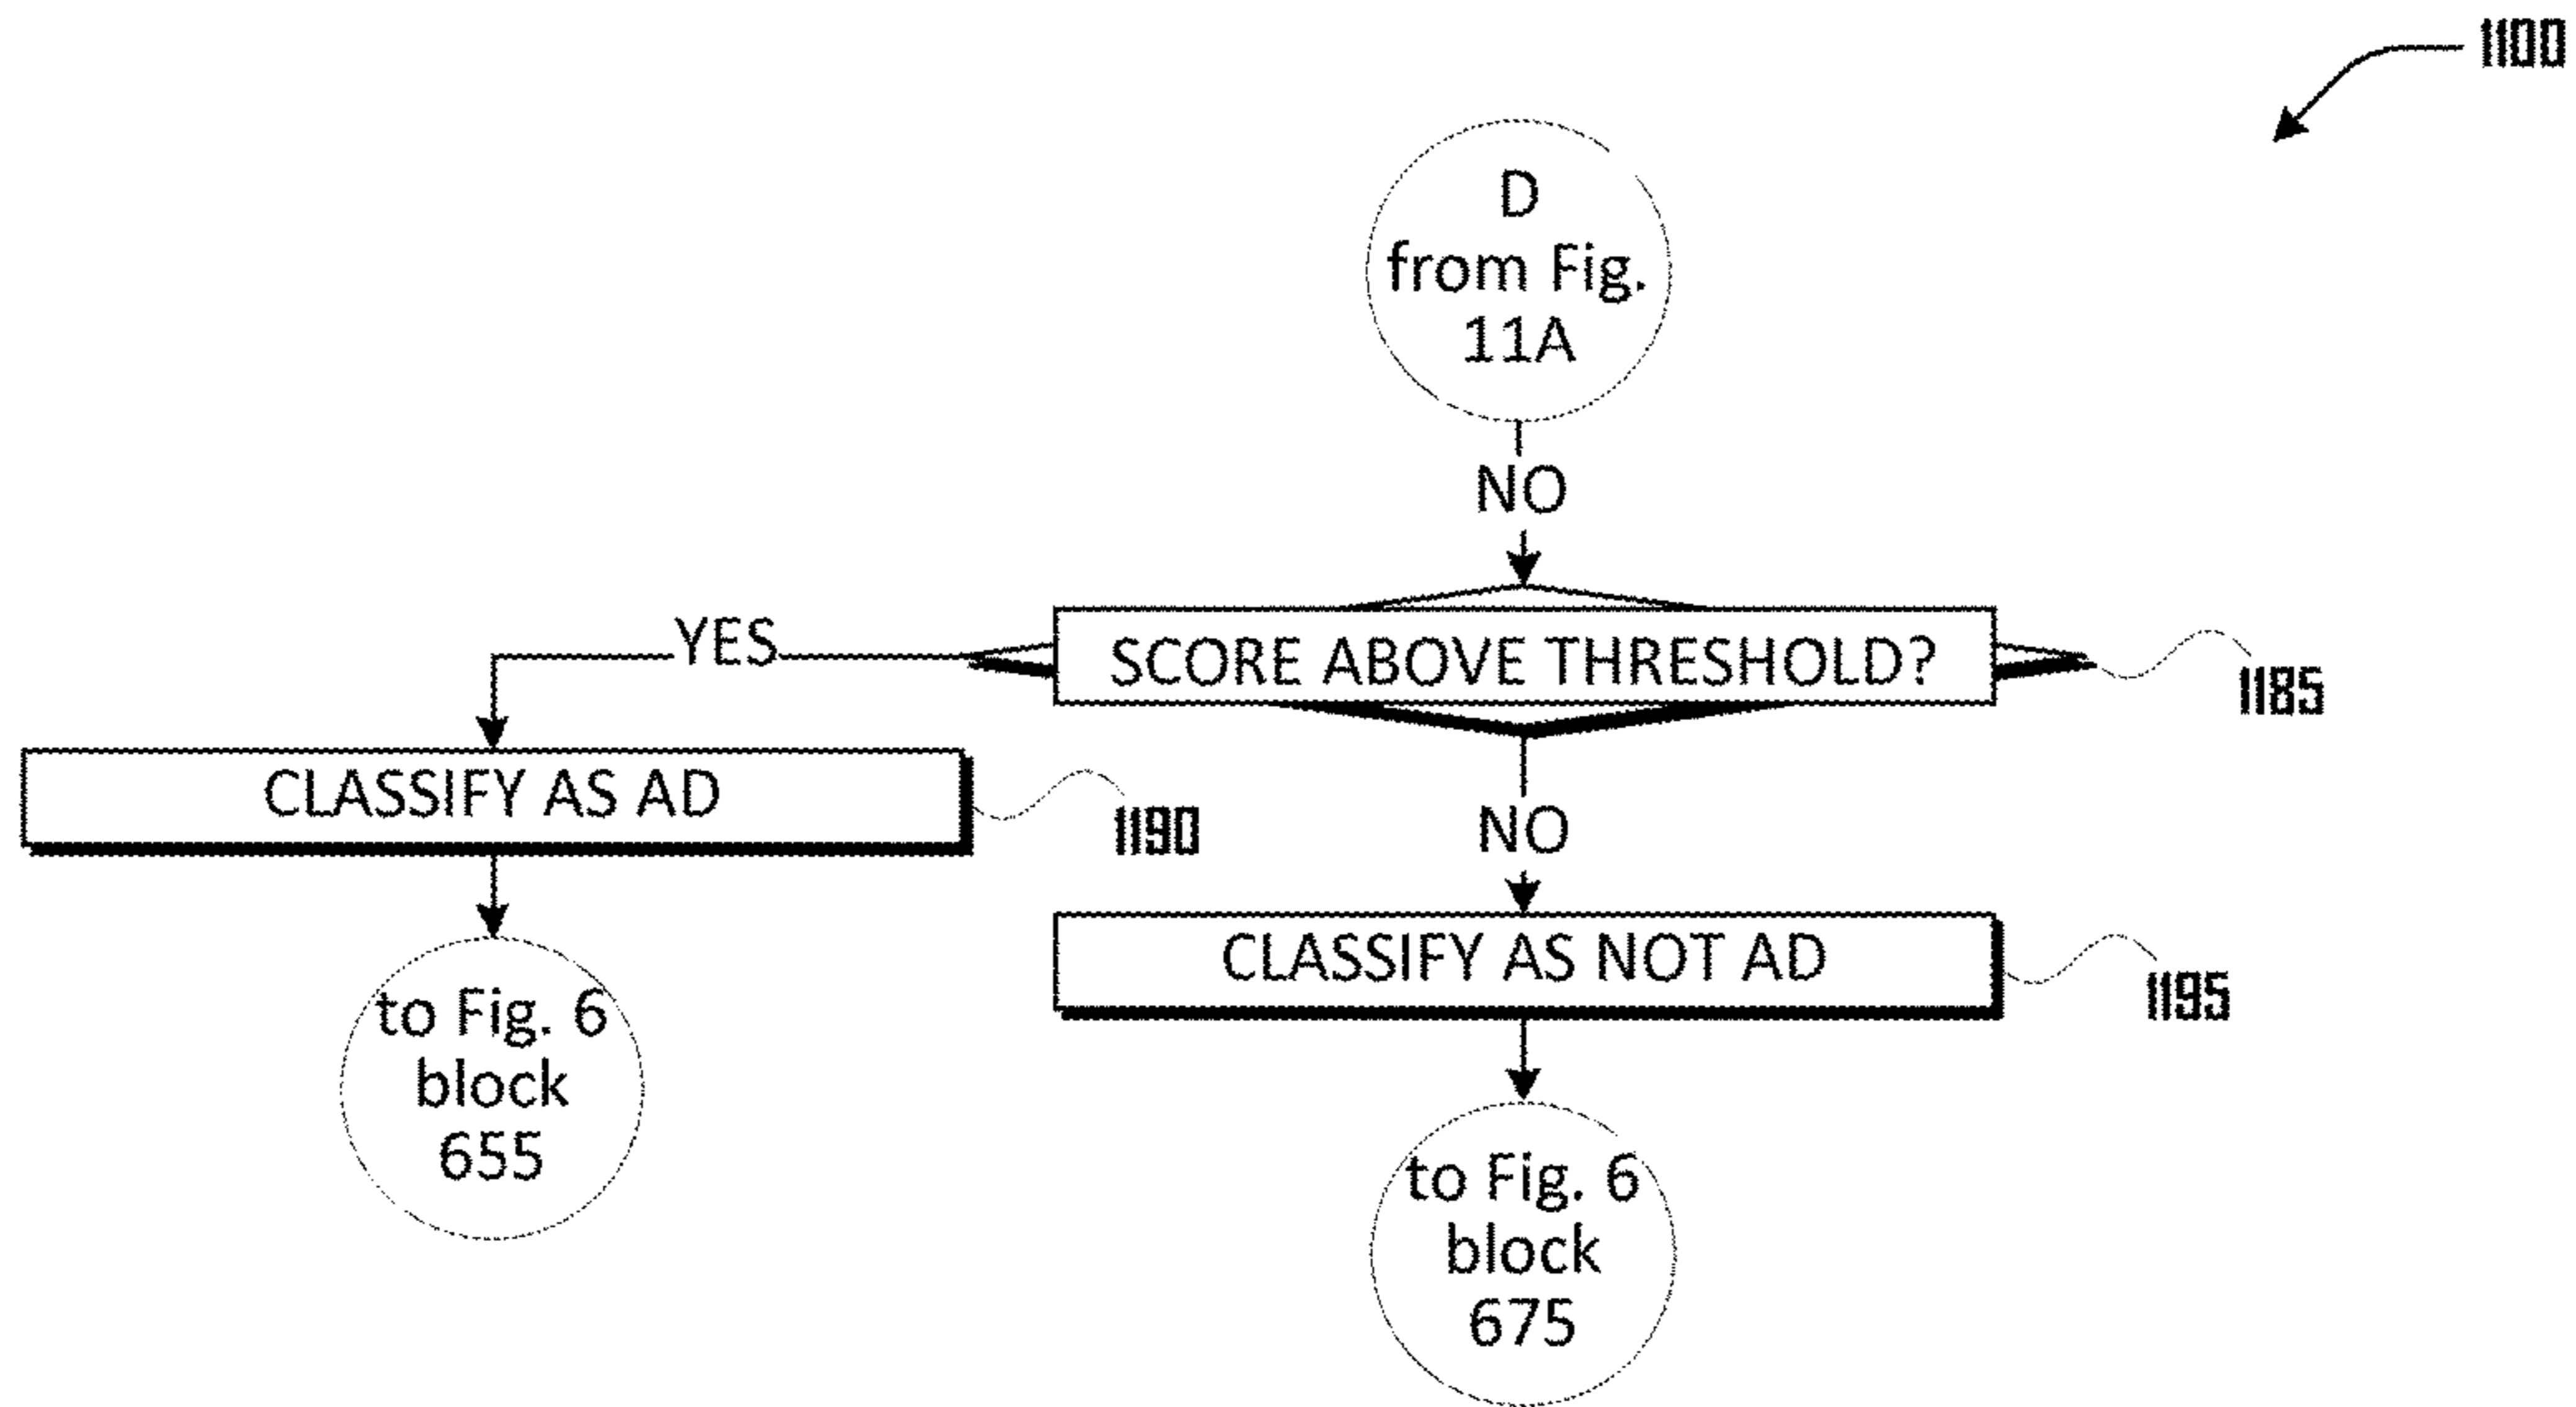 1100
D
from Fig.
11A
NO
SCORE ABOVE THRESHOLD?
1185
YES
CLASSIFY AS AD
1190
NO
CLASSIFY AS NOT AD
1195
to Fig. 6
block
655
to Fig. 6
block
675